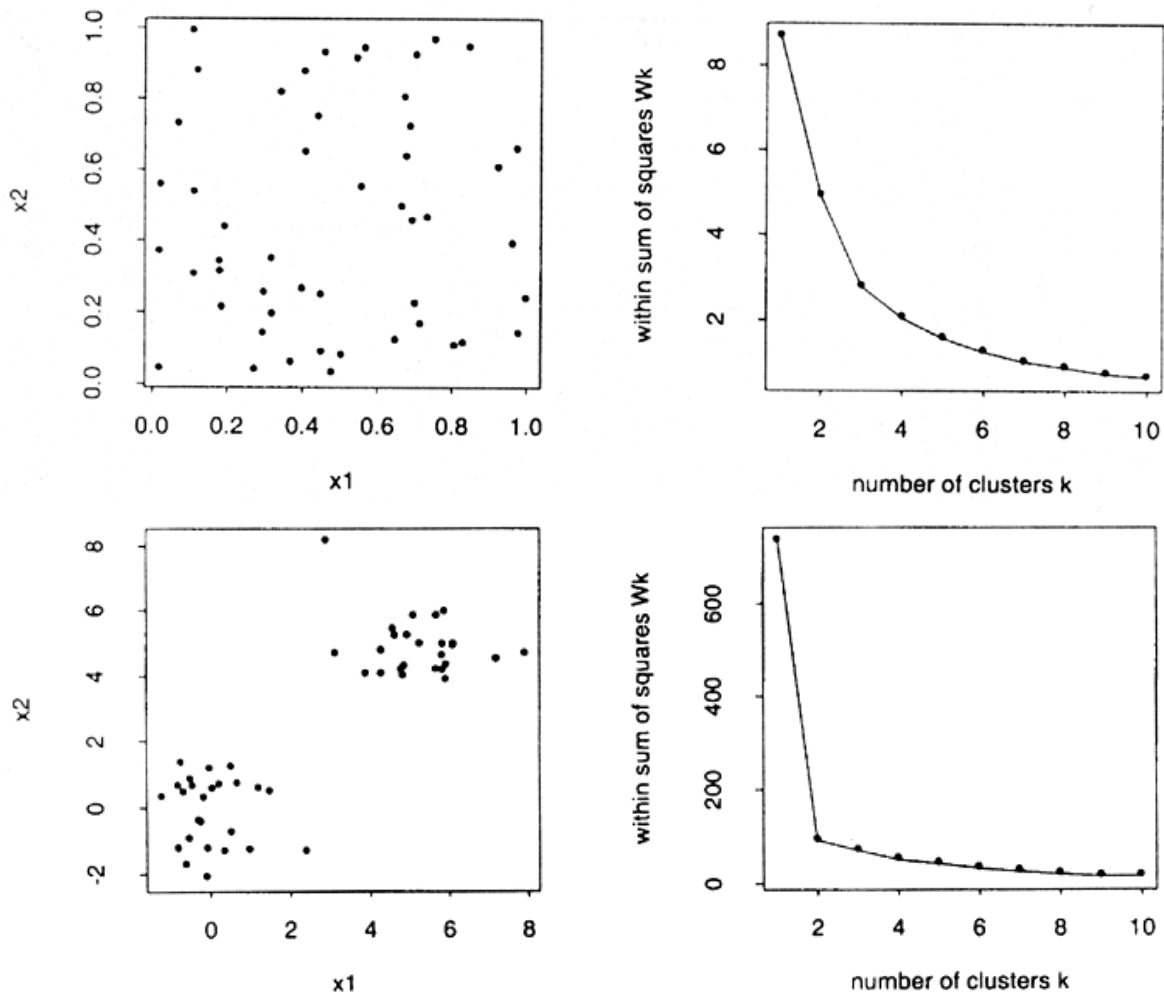 x2
1.0
0.8
0.6
0.4
0.2
0.0
0.0 0.2 0.4 0.6 0.8 1.0
x1
within sum of squares Wk
8
6
4
2
2 4 6 8 10
number of clusters k
x2
8
6
4
2
0
-2
0 2 4 6 8
x1
within sum of squares Wk
600
400
200
0
2 4 6 8 10
number of clusters k